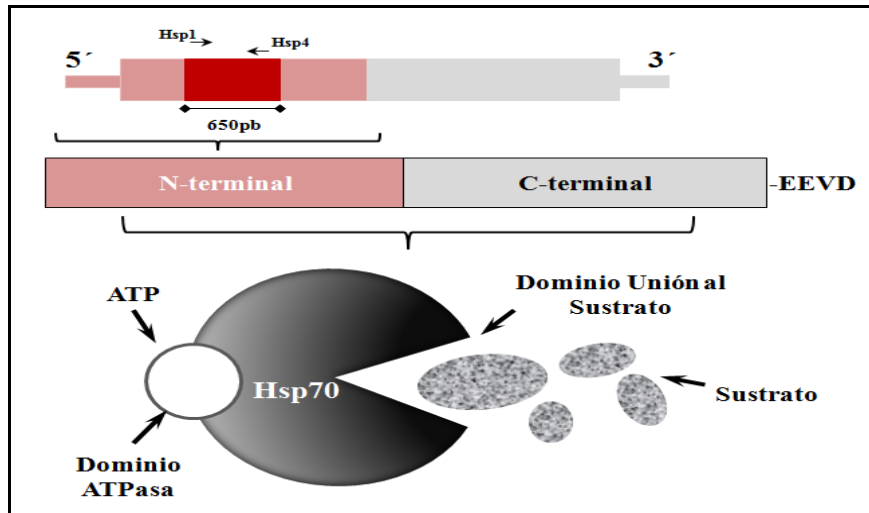 Hsp1
Hsp4
5´
3´
650pb
N-terminal
C-terminal
-EEVD
ATP
Dominio Unión al
Sustrato
Hsp70
Sustrato
Dominio
ATPasa